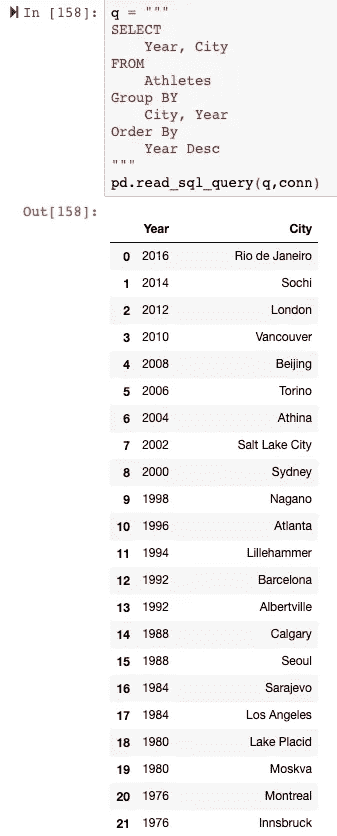 In [158]:
q = """
SELECT
    Year, City
FROM
    Athletes
Group BY
    City, Year
Order By
    Year Desc
"""
pd.read_sql_query(q,conn)
Out[158]:
Year City
0 2016 Rio de Janeiro
1 2014 Sochi
2 2012 London
3 2010 Vancouver
4 2008 Beijing
5 2006 Torino
6 2004 Athina
7 2002 Salt Lake City
8 2000 Sydney
9 1998 Nagano
10 1996 Atlanta
11 1994 Lillehammer
12 1992 Barcelona
13 1992 Albertville
14 1988 Calgary
15 1988 Seoul
16 1984 Sarajevo
17 1984 Los Angeles
18 1980 Lake Placid
19 1980 Moskva
20 1976 Montreal
21 1976 Innsbruck